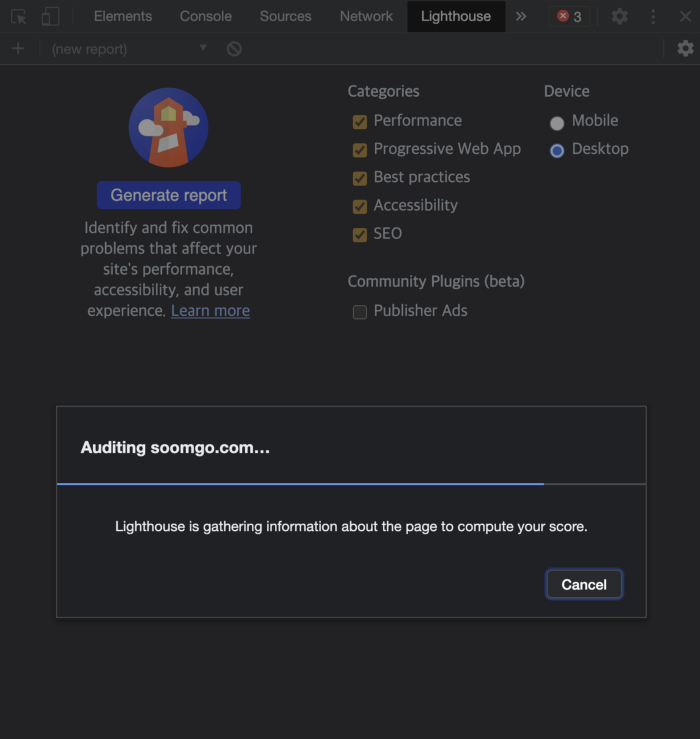 Elements Console Sources Network Lighthouse » 3
(new report)
Categories Device
Performance Mobile
Progressive Web App Desktop
Best practices
Accessibility
SEO
Generate report
Identify and fix common
problems that affect your
site's performance,
accessibility, and user
experience. Learn more
Community Plugins (beta)
Publisher Ads
Auditing soomgo.com...
Lighthouse is gathering information about the page to compute your score.
Cancel